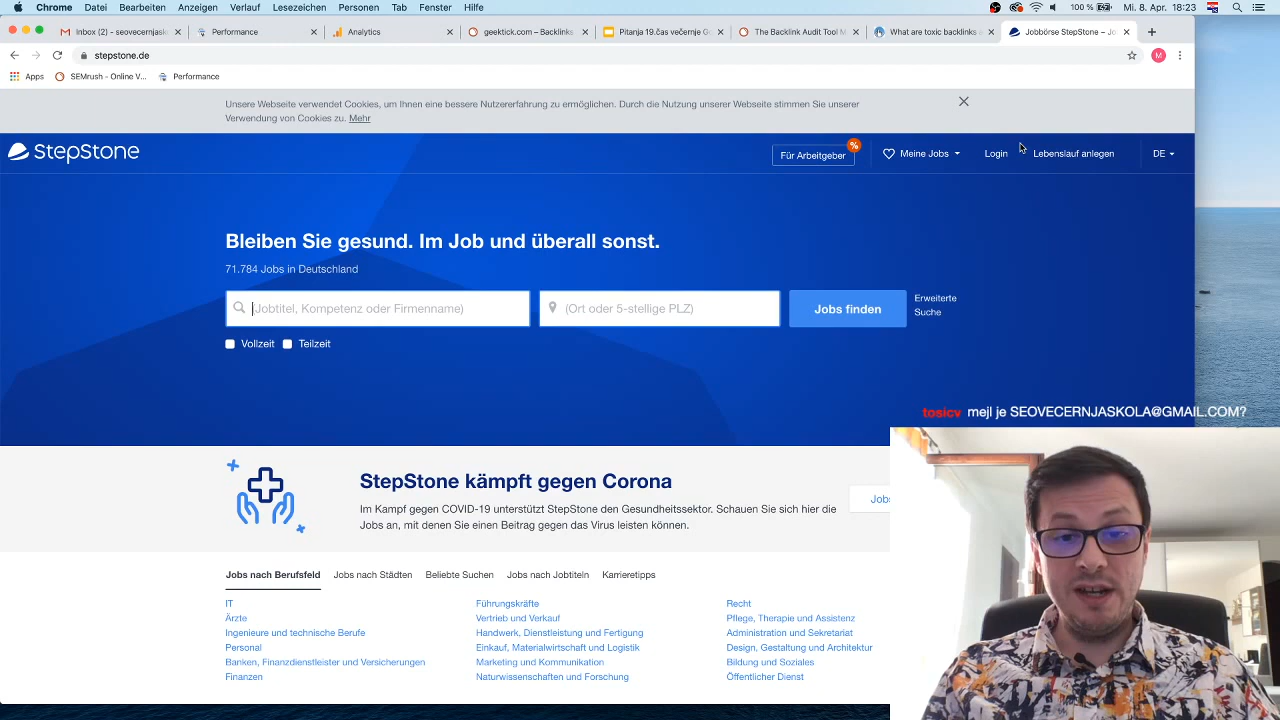 Chrome Datei Bearbeiten Anzeigen Verlauf Lesezeichen Personen Tab Fenster Hilfe 100 % Mi. 8. Apr. 18:23
Inbox (2) - seovecernjask
Performance
Analytics
geektick.com – Backlinks
Pitanja 19.čas večernje G
The Backlink Audit Tool M
What are toxic backlinks
Jobbörse StepStone – Jo
stepstone.de
M
Apps SEMrush - Online V... Performance
Unsere Webseite verwendet Cookies, um Ihnen eine bessere Nutzererfahrung zu ermöglichen. Durch die Nutzung unserer Webseite stimmen Sie unserer
Verwendung von Cookies zu. Mehr
StepStone
Für Arbeitgeber % Meine Jobs Login Lebenslauf anlegen DE
Bleiben Sie gesund. Im Job und überall sonst.
71.784 Jobs in Deutschland
Jobtitel, Kompetenz oder Firmenname) (Ort oder 5-stellige PLZ) Jobs finden Erweiterte
Suche
Vollzeit Teilzeit
tosicv mejl je SEOVECERNJASKOLA@GMAIL.COM?
StepStone kämpft gegen Corona
Im Kampf gegen COVID-19 unterstützt StepStone den Gesundheitssektor. Schauen Sie sich hier die
Jobs an, mit denen Sie einen Beitrag gegen das Virus leisten können.
Jobs
Jobs nach Berufsfeld Jobs nach Städten Beliebte Suchen Jobs nach Jobtiteln Karrieretipps
IT Führungskräfte Recht
Ärzte Vertrieb und Verkauf Pflege, Therapie und Assistenz
Ingenieure und technische Berufe Handwerk, Dienstleistung und Fertigung Administration und Sekretariat
Personal Einkauf, Materialwirtschaft und Logistik Design, Gestaltung und Architektur
Banken, Finanzdienstleister und Versicherungen Marketing und Kommunikation Bildung und Soziales
Finanzen Naturwissenschaften und Forschung Öffentlicher Dienst